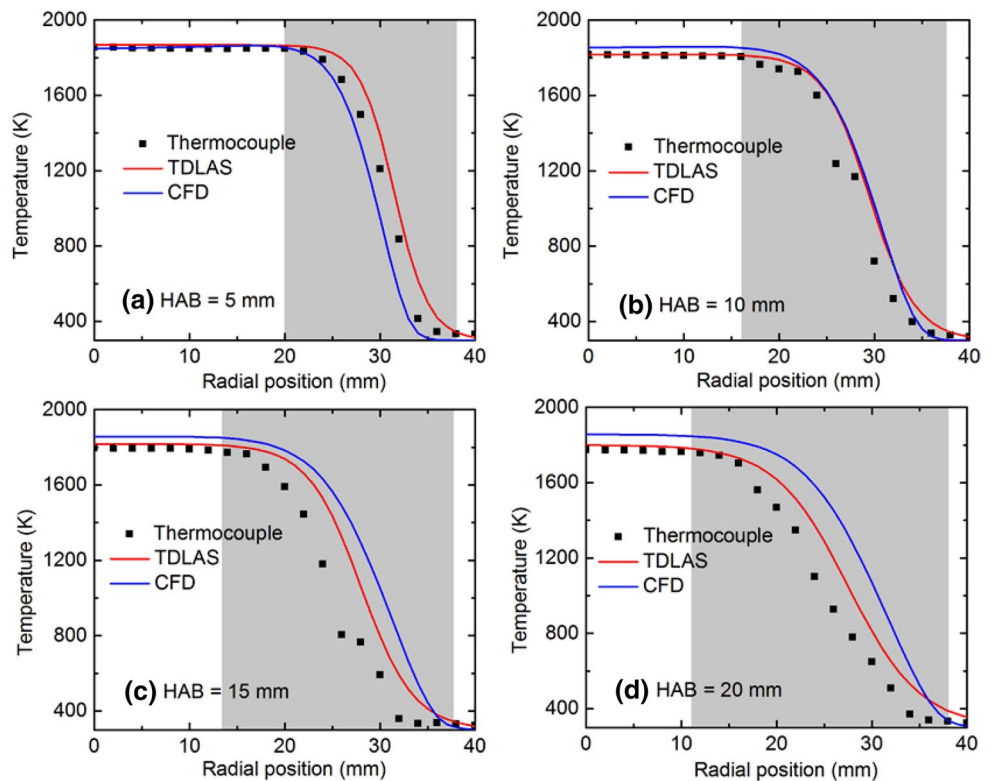 2000
1600
1200
800
400
Temperature (K)
Thermocouple
TDLAS
CFD
(a) HAB = 5 mm
0 10 20 30 40
Radial position (mm)
2000
1600
1200
800
400
Temperature (K)
Thermocouple
TDLAS
CFD
(b) HAB = 10 mm
0 10 20 30 40
Radial position (mm)
2000
1600
1200
800
400
Temperature (K)
Thermocouple
TDLAS
CFD
(c) HAB = 15 mm
0 10 20 30 40
Radial position (mm)
2000
1600
1200
800
400
Temperature (K)
Thermocouple
TDLAS
CFD
(d) HAB = 20 mm
0 10 20 30 40
Radial position (mm)